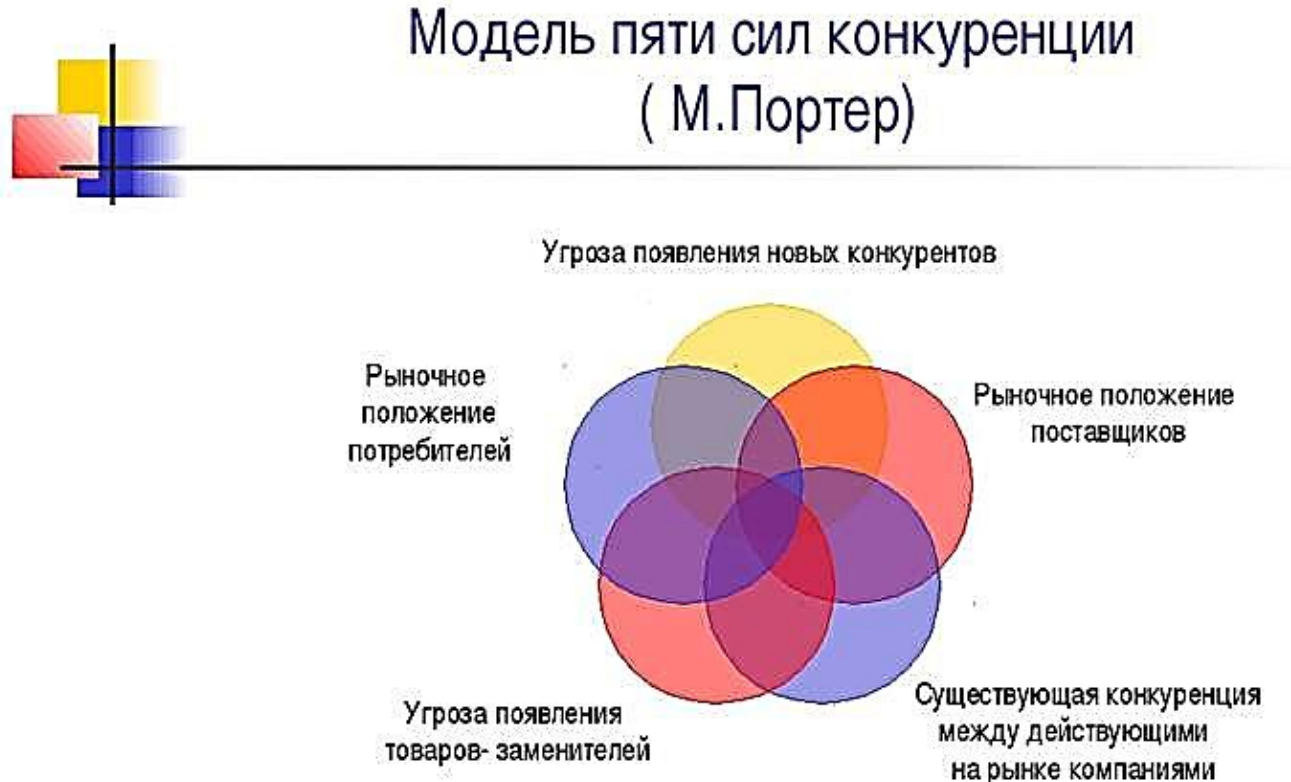 Модель пяти сил конкуренции
( М.Портер)
Угроза появления новых конкурентов
Рыночное
положение
потребителей
Рыночное положение
поставщиков
Угроза появления
товаров- заменителей
Существующая конкуренция
между действующими
на рынке компаниями